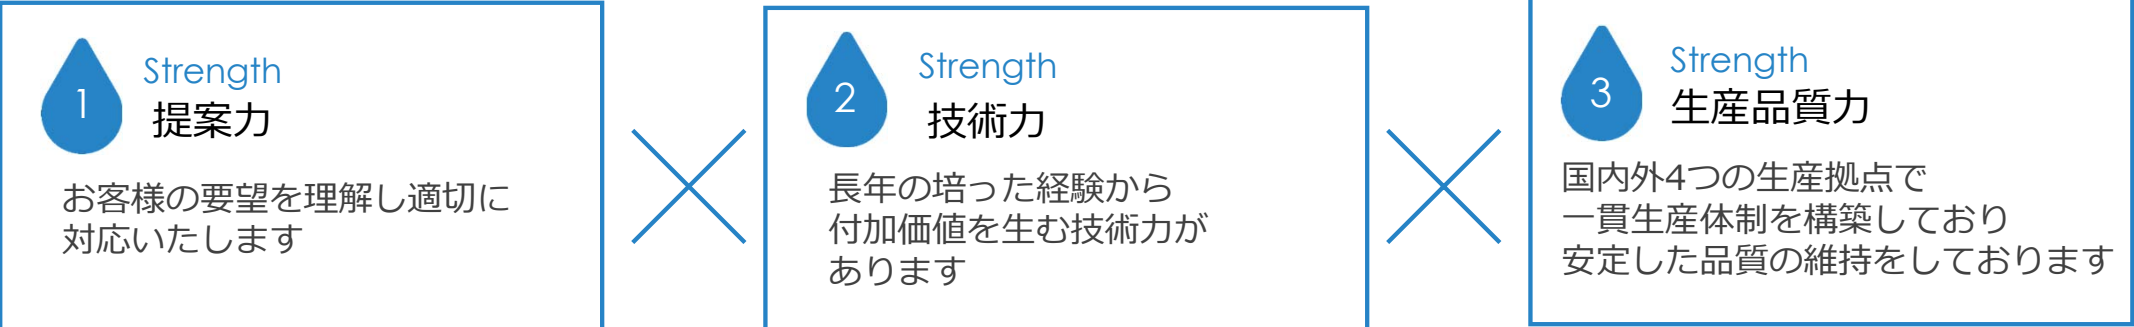 1
Strength
提案力
お客様の要望を理解し適切に
対応いたします
2
Strength
技術力
長年の培った経験から
付加価値を生む技術力が
あります
3
Strength
生産品質力
国内外4つの生産拠点で
一貫生産体制を構築しており
安定した品質の維持をしております